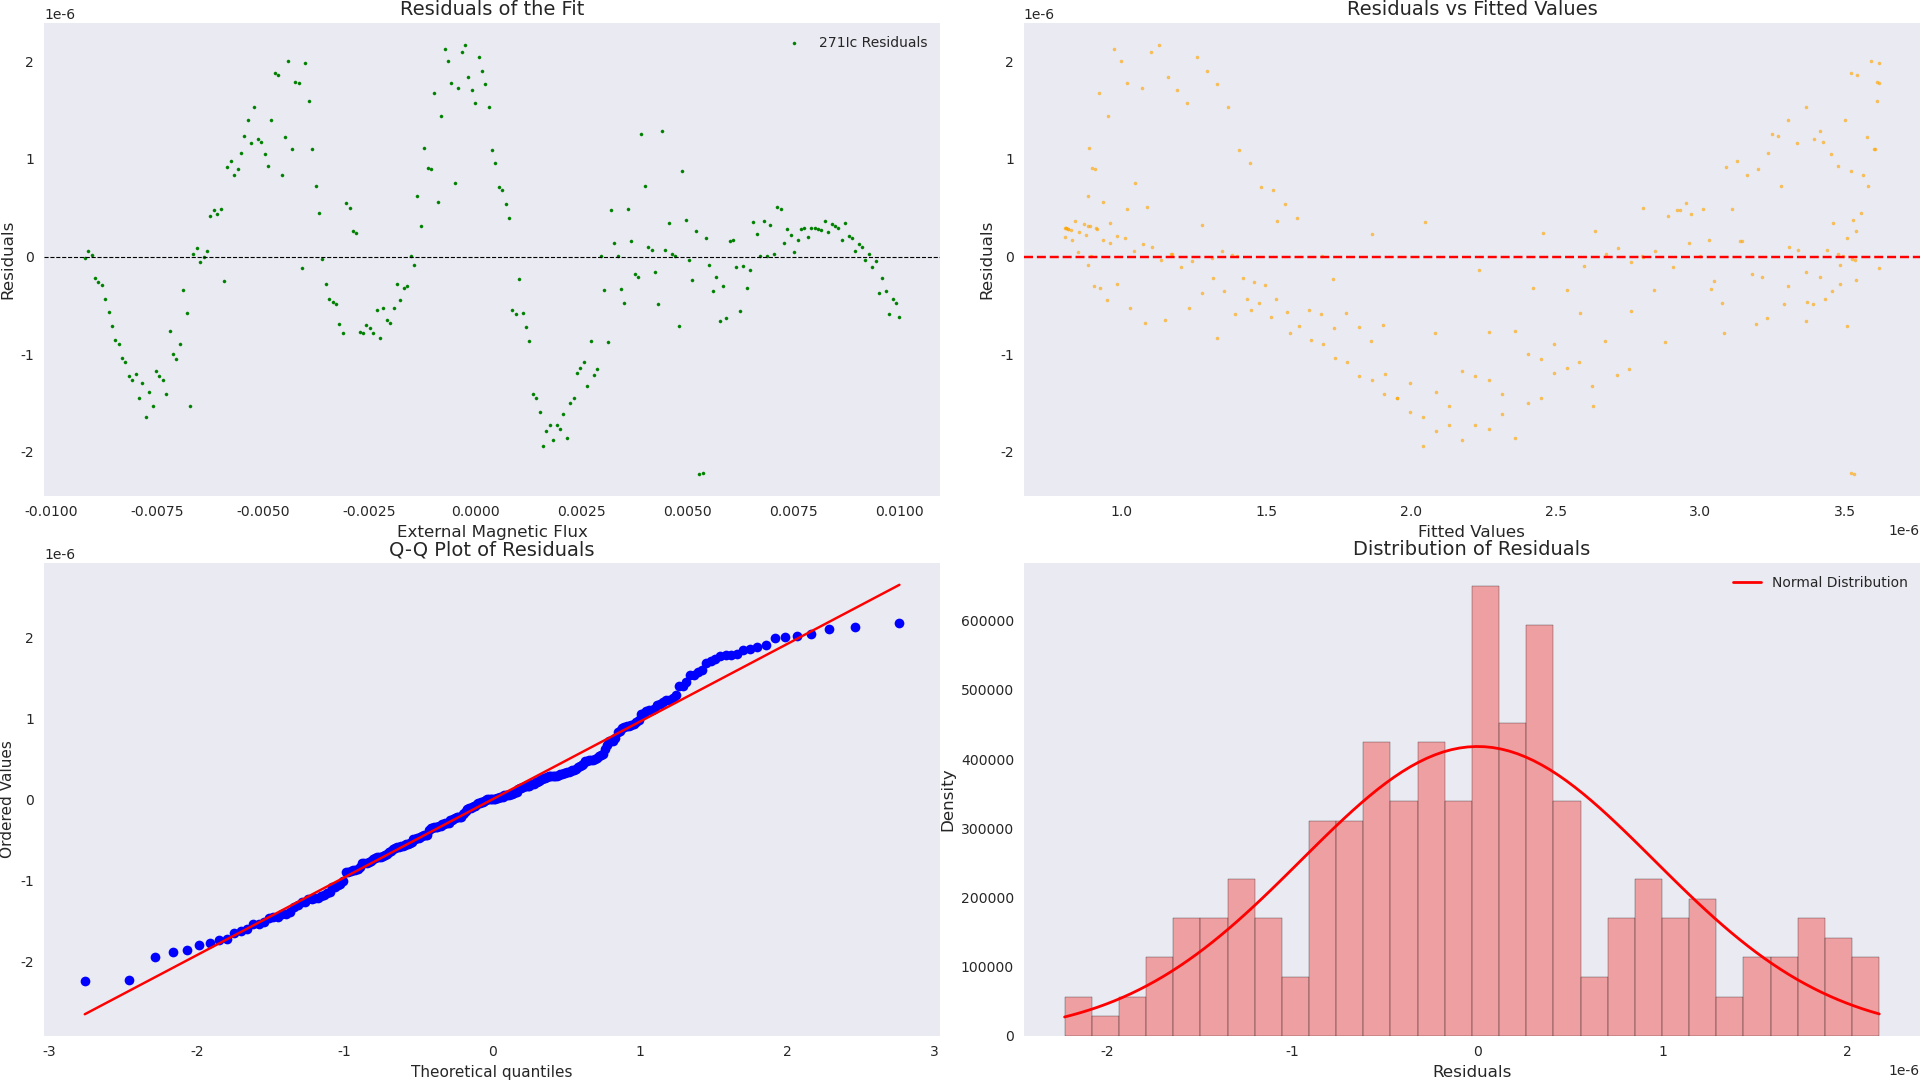 Residuals of the Fit
1e-6
271Ic Residuals
2
1
0
-1
-2
Residuals
-0.0100 -0.0075 -0.0050 -0.0025 0.0000 0.0025 0.0050 0.0075 0.0100
External Magnetic Flux
Residuals vs Fitted Values
1e-6
2
1
0
-1
-2
Residuals
1.0 1.5 2.0 2.5 3.0 3.5
1e-6
Fitted Values
Q-Q Plot of Residuals
1e-6
2
1
0
-1
-2
Ordered Values
-3 -2 -1 0 1 2 3
Theoretical quantiles
Distribution of Residuals
Normal Distribution
600000
500000
400000
300000
200000
100000
0
Density
-2 -1 0 1 2
1e-6
Residuals